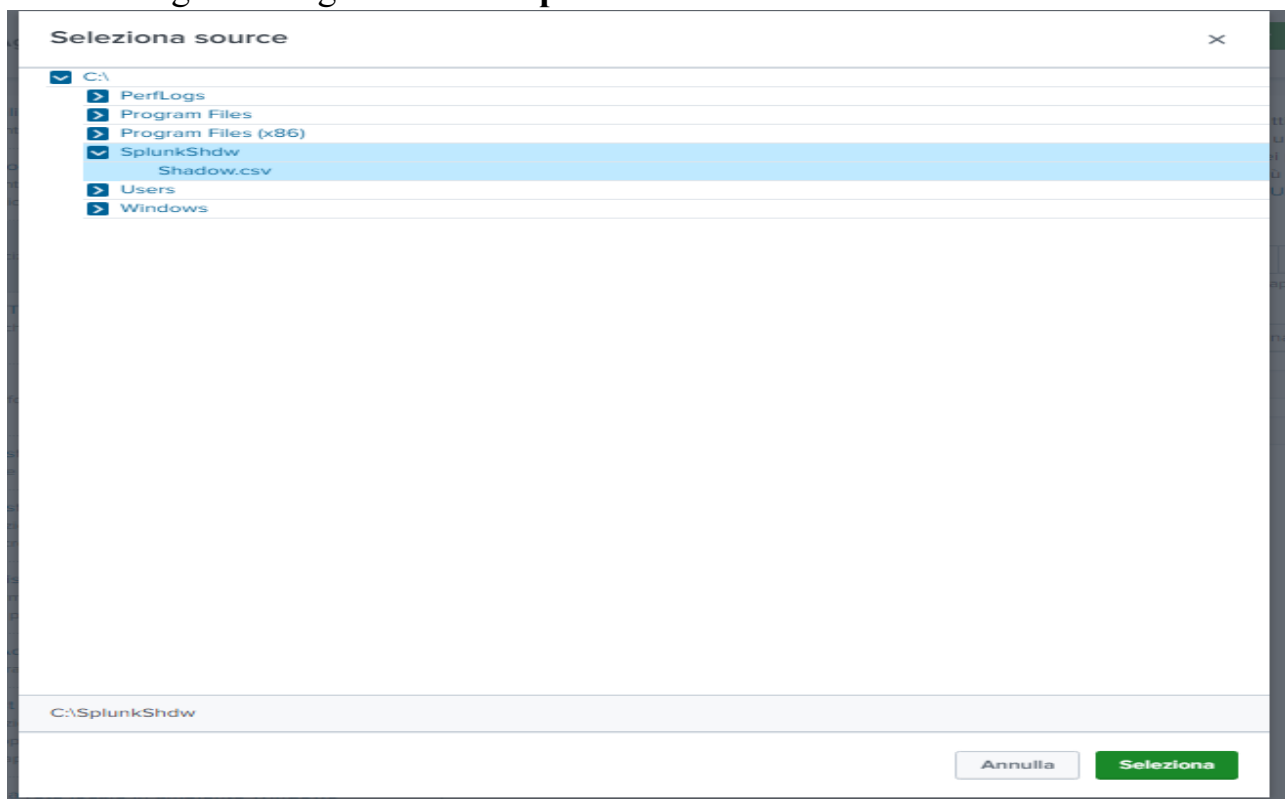 Seleziona source
C:\
PerfLogs
Program Files
Program Files (x86)
SplunkShdw
Shadow.csv
Users
Windows
C:\SplunkShdw
Annulla
Seleziona